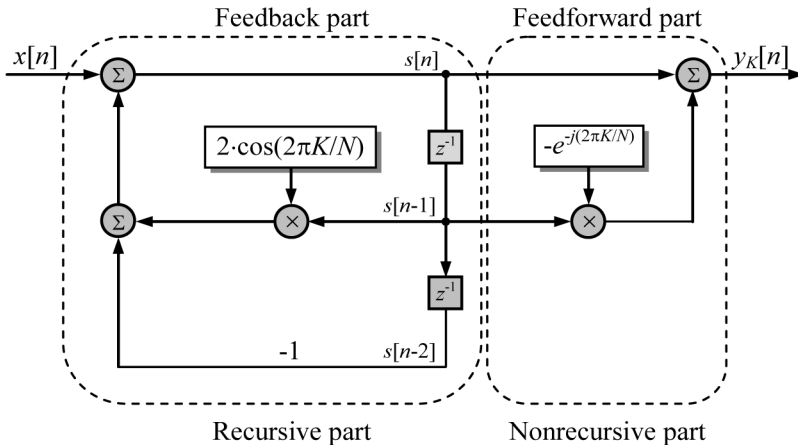 Feedback part
Feedforward part
x[n]
Σ
s[n]
Σ
y_K[n]
2·cos(2πK/N)
z⁻¹
-e^{-j(2πK/N)}
Σ
×
s[n-1]
×
z⁻¹
-1
s[n-2]
Recursive part
Nonrecursive part